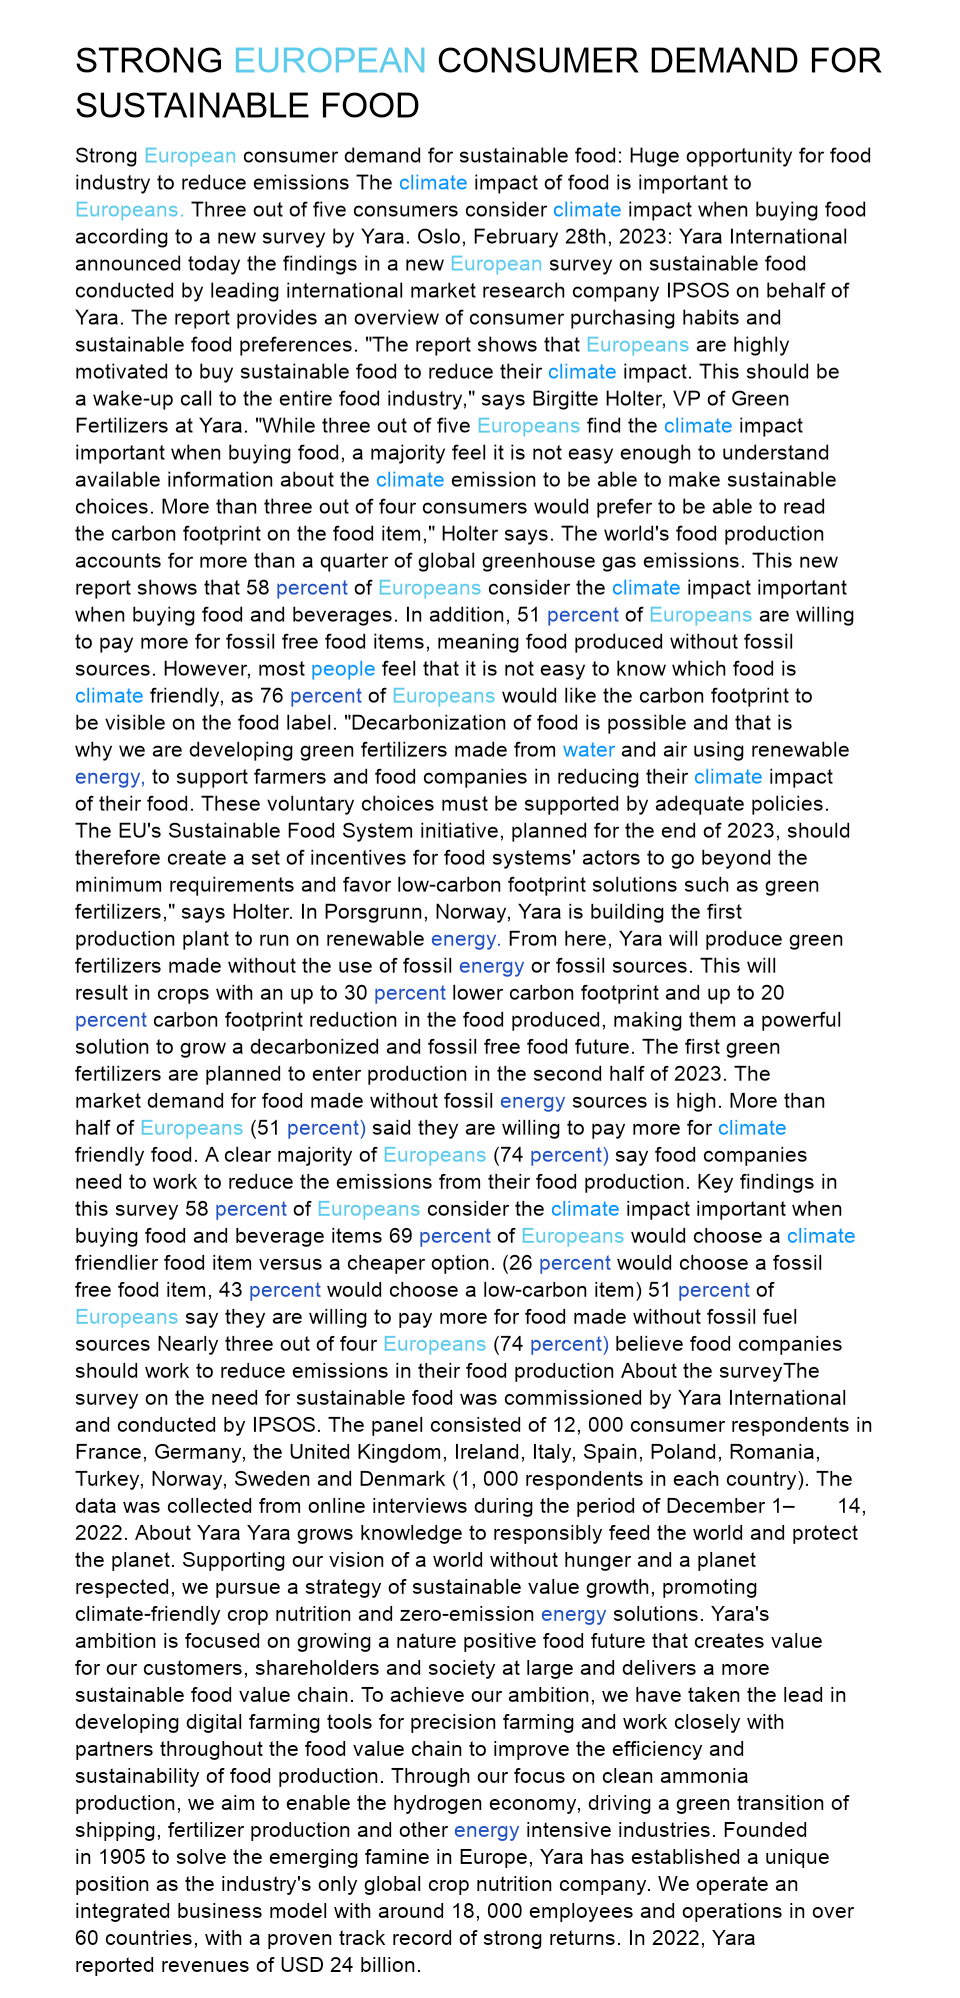 STRONG EUROPEAN CONSUMER DEMAND FOR
SUSTAINABLE FOOD
Strong European consumer demand for sustainable food: Huge opportunity for food
industry to reduce emissions The climate impact of food is important to
Europeans. Three out of five consumers consider climate impact when buying food
according to a new survey by Yara. Oslo, February 28th, 2023: Yara International
announced today the findings in a new European survey on sustainable food
conducted by leading international market research company IPSOS on behalf of
Yara. The report provides an overview of consumer purchasing habits and
sustainable food preferences. "The report shows that Europeans are highly
motivated to buy sustainable food to reduce their climate impact. This should be
a wake-up call to the entire food industry," says Birgitte Holter, VP of Green
Fertilizers at Yara. "While three out of five Europeans find the climate impact
important when buying food, a majority feel it is not easy enough to understand
available information about the climate emission to be able to make sustainable
choices. More than three out of four consumers would prefer to be able to read
the carbon footprint on the food item," Holter says. The world's food production
accounts for more than a quarter of global greenhouse gas emissions. This new
report shows that 58 percent of Europeans consider the climate impact important
when buying food and beverages. In addition, 51 percent of Europeans are willing
to pay more for fossil free food items, meaning food produced without fossil
sources. However, most people feel that it is not easy to know which food is
climate friendly, as 76 percent of Europeans would like the carbon footprint to
be visible on the food label. "Decarbonization of food is possible and that is
why we are developing green fertilizers made from water and air using renewable
energy, to support farmers and food companies in reducing their climate impact
of their food. These voluntary choices must be supported by adequate policies.
The EU's Sustainable Food System initiative, planned for the end of 2023, should
therefore create a set of incentives for food systems' actors to go beyond the
minimum requirements and favor low-carbon footprint solutions such as green
fertilizers," says Holter. In Porsgrunn, Norway, Yara is building the first
production plant to run on renewable energy. From here, Yara will produce green
fertilizers made without the use of fossil energy or fossil sources. This will
result in crops with an up to 30 percent lower carbon footprint and up to 20
percent carbon footprint reduction in the food produced, making them a powerful
solution to grow a decarbonized and fossil free food future. The first green
fertilizers are planned to enter production in the second half of 2023. The
market demand for food made without fossil energy sources is high. More than
half of Europeans (51 percent) said they are willing to pay more for climate
friendly food. A clear majority of Europeans (74 percent) say food companies
need to work to reduce the emissions from their food production. Key findings in
this survey 58 percent of Europeans consider the climate impact important when
buying food and beverage items 69 percent of Europeans would choose a climate
friendlier food item versus a cheaper option. (26 percent would choose a fossil
free food item, 43 percent would choose a low-carbon item) 51 percent of
Europeans say they are willing to pay more for food made without fossil fuel
sources Nearly three out of four Europeans (74 percent) believe food companies
should work to reduce emissions in their food production About the surveyThe
survey on the need for sustainable food was commissioned by Yara International
and conducted by IPSOS. The panel consisted of 12, 000 consumer respondents in
France, Germany, the United Kingdom, Ireland, Italy, Spain, Poland, Romania,
Turkey, Norway, Sweden and Denmark (1, 000 respondents in each country). The
data was collected from online interviews during the period of December 1– 14,
2022. About Yara Yara grows knowledge to responsibly feed the world and protect
the planet. Supporting our vision of a world without hunger and a planet
respected, we pursue a strategy of sustainable value growth, promoting
climate-friendly crop nutrition and zero-emission energy solutions. Yara's
ambition is focused on growing a nature positive food future that creates value
for our customers, shareholders and society at large and delivers a more
sustainable food value chain. To achieve our ambition, we have taken the lead in
developing digital farming tools for precision farming and work closely with
partners throughout the food value chain to improve the efficiency and
sustainability of food production. Through our focus on clean ammonia
production, we aim to enable the hydrogen economy, driving a green transition of
shipping, fertilizer production and other energy intensive industries. Founded
in 1905 to solve the emerging famine in Europe, Yara has established a unique
position as the industry's only global crop nutrition company. We operate an
integrated business model with around 18, 000 employees and operations in over
60 countries, with a proven track record of strong returns. In 2022, Yara
reported revenues of USD 24 billion.